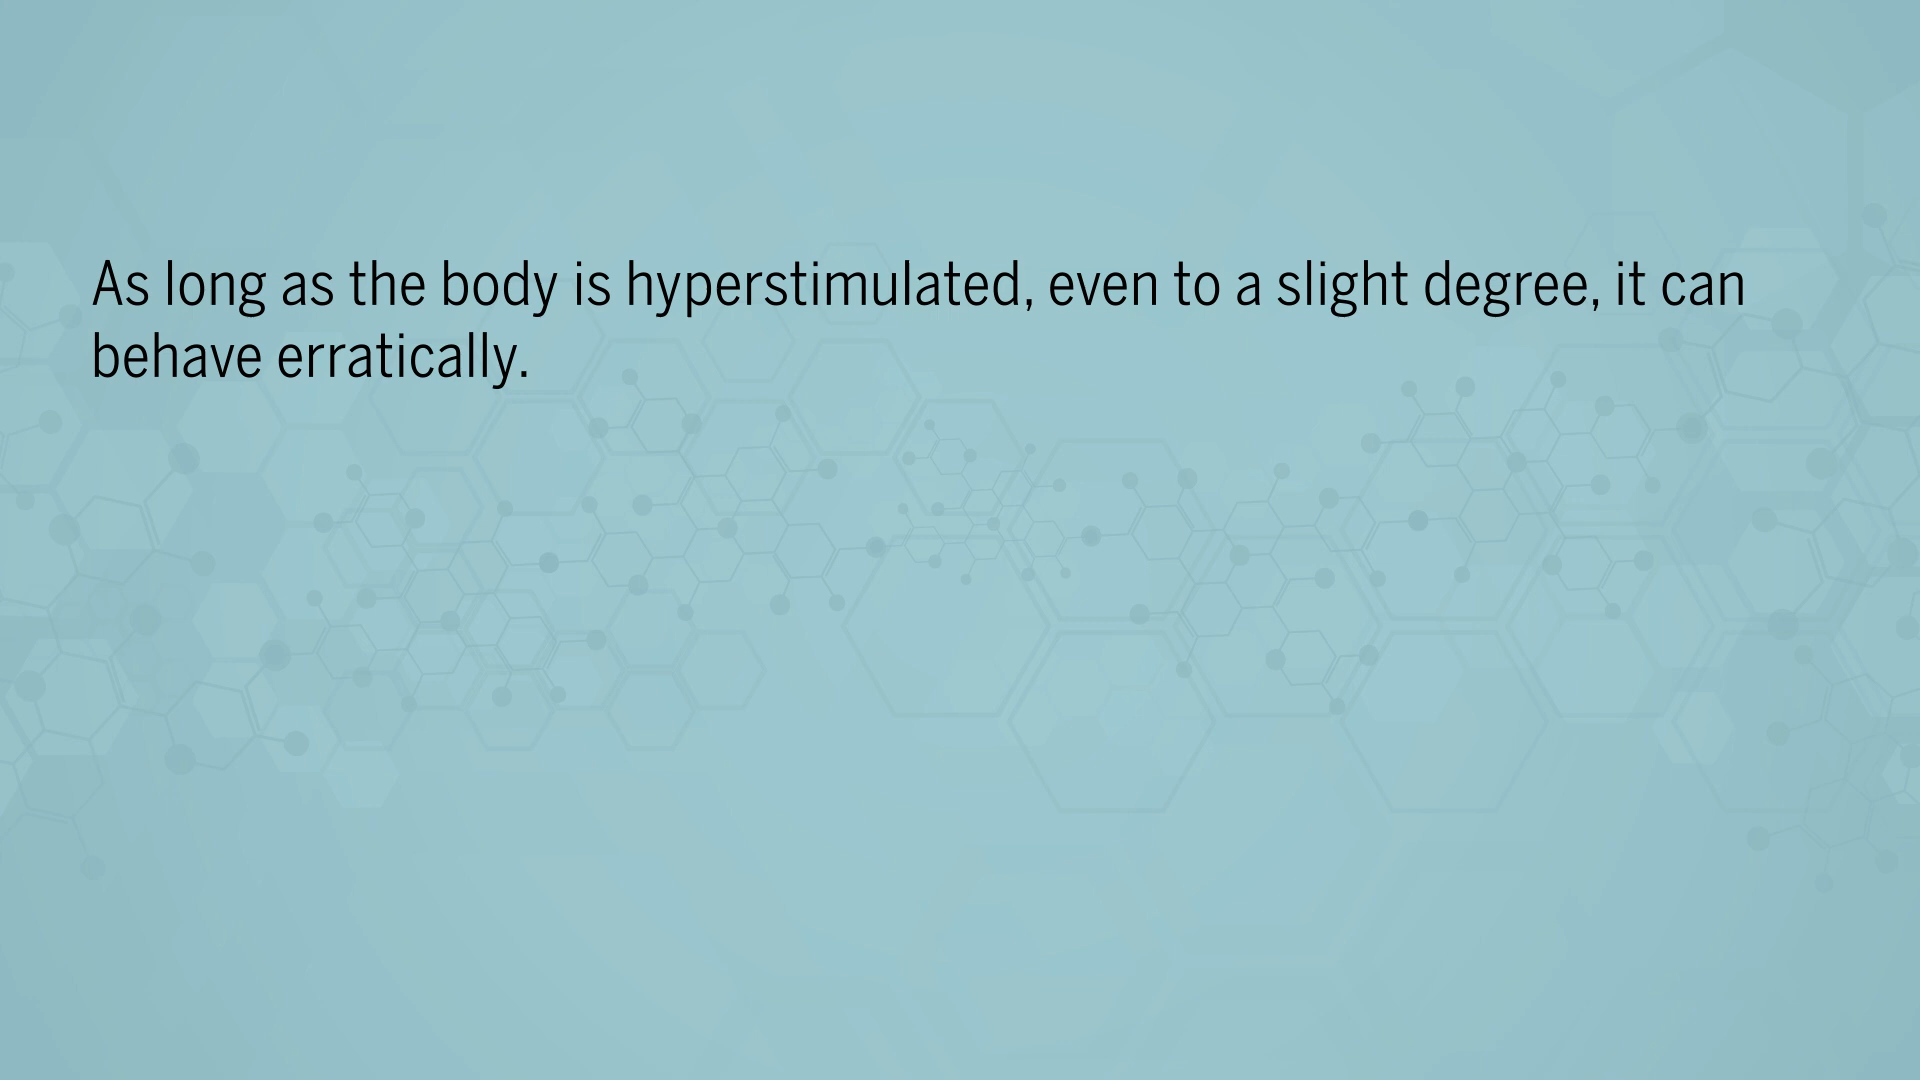 As long as the body is hyperstimulated, even to a slight degree, it can
behave erratically.